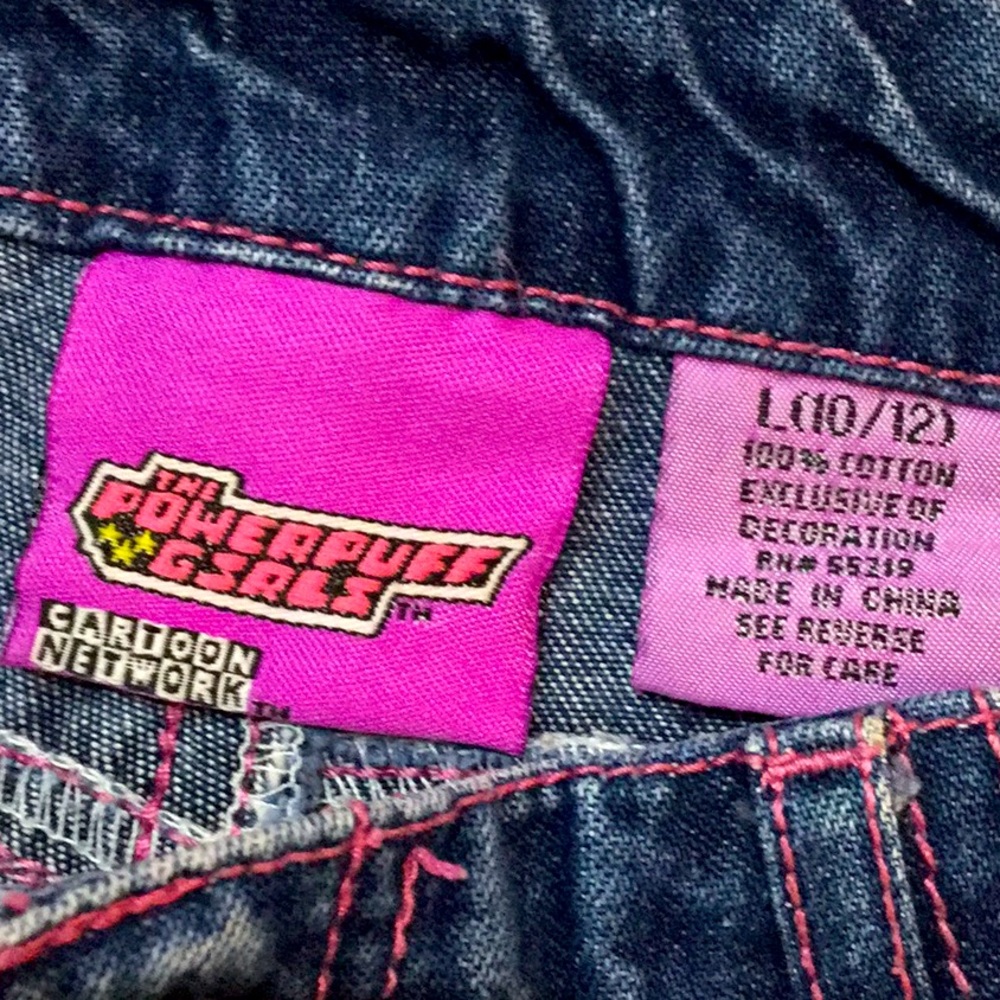 THE
POWERPUFF
GIRLS TM
CARTOON
NETWORK TM
L(10/12)
100% COTTON
EXCLUSIVE OF
DECORATION
RN# 55219
MADE IN CHINA
SEE REVERSE
FOR CARE